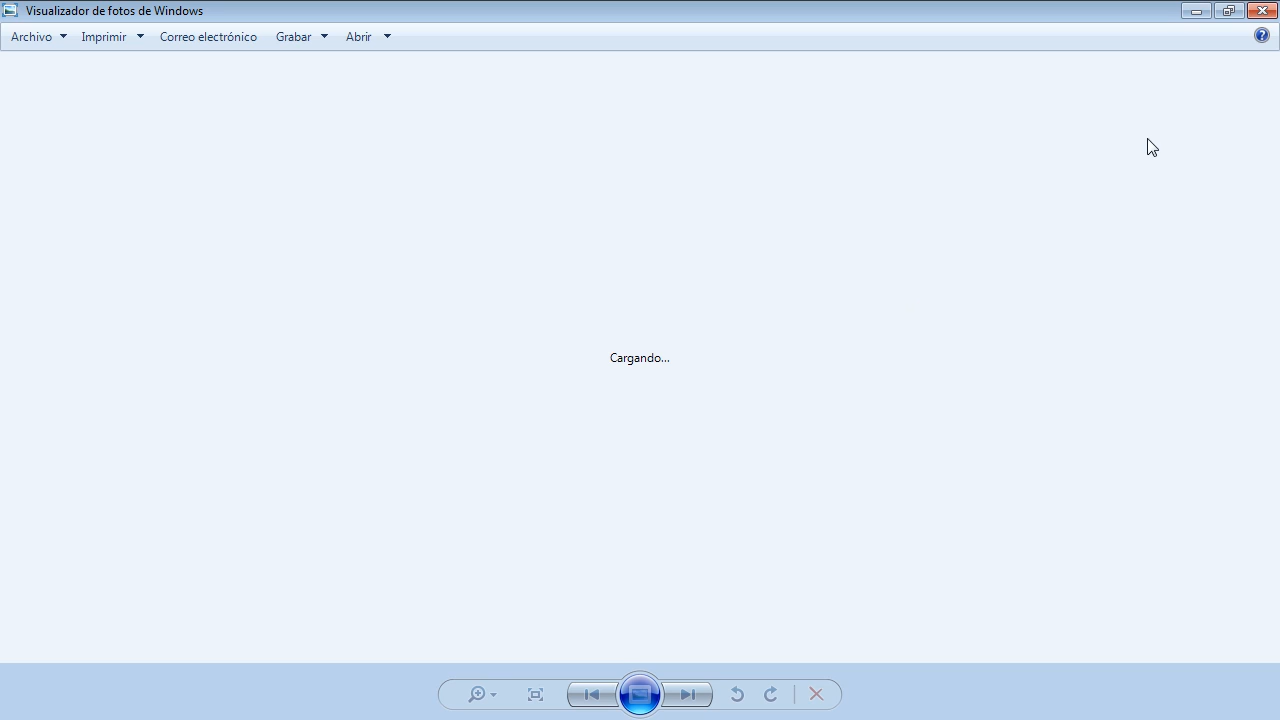 Visualizador de fotos de Windows
Archivo Imprimir Correo electrónico Grabar Abrir
Cargando...